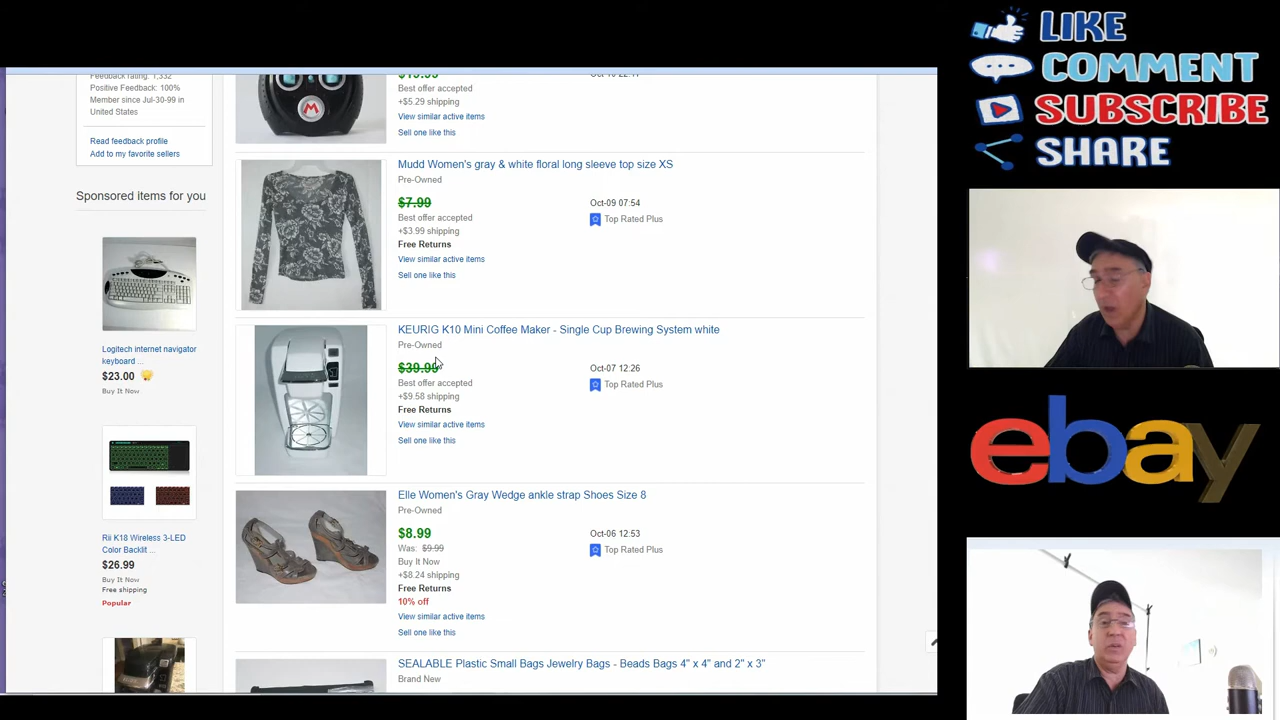 Feedback rating: 1,332
Positive Feedback: 100%
Member since Jul-30-99 in
United States
Read feedback profile
Add to my favorite sellers
Sponsored items for you
Logitech internet navigator
keyboard ...
$23.00
Buy It Now
Rii K18 Wireless 3-LED
Color Backlit ...
$26.99
Buy It Now
Free shipping
Popular
M
Best offer accepted
+$5.29 shipping
View similar active items
Sell one like this
Mudd Women's gray & white floral long sleeve top size XS
Pre-Owned
$7.99
Oct-09 07:54
Best offer accepted
Top Rated Plus
+$3.99 shipping
Free Returns
View similar active items
Sell one like this
KEURIG K10 Mini Coffee Maker - Single Cup Brewing System white
Pre-Owned
$39.99
Oct-07 12:26
Best offer accepted
Top Rated Plus
+$9.58 shipping
Free Returns
View similar active items
Sell one like this
Elle Women's Gray Wedge ankle strap Shoes Size 8
Pre-Owned
$8.99
Oct-06 12:53
Was: $9.99
Top Rated Plus
Buy It Now
+$8.24 shipping
Free Returns
10% off
View similar active items
Sell one like this
SEALABLE Plastic Small Bags Jewelry Bags - Beads Bags 4" x 4" and 2" x 3"
Brand New
LIKE
COMMENT
SUBSCRIBE
SHARE
ebay